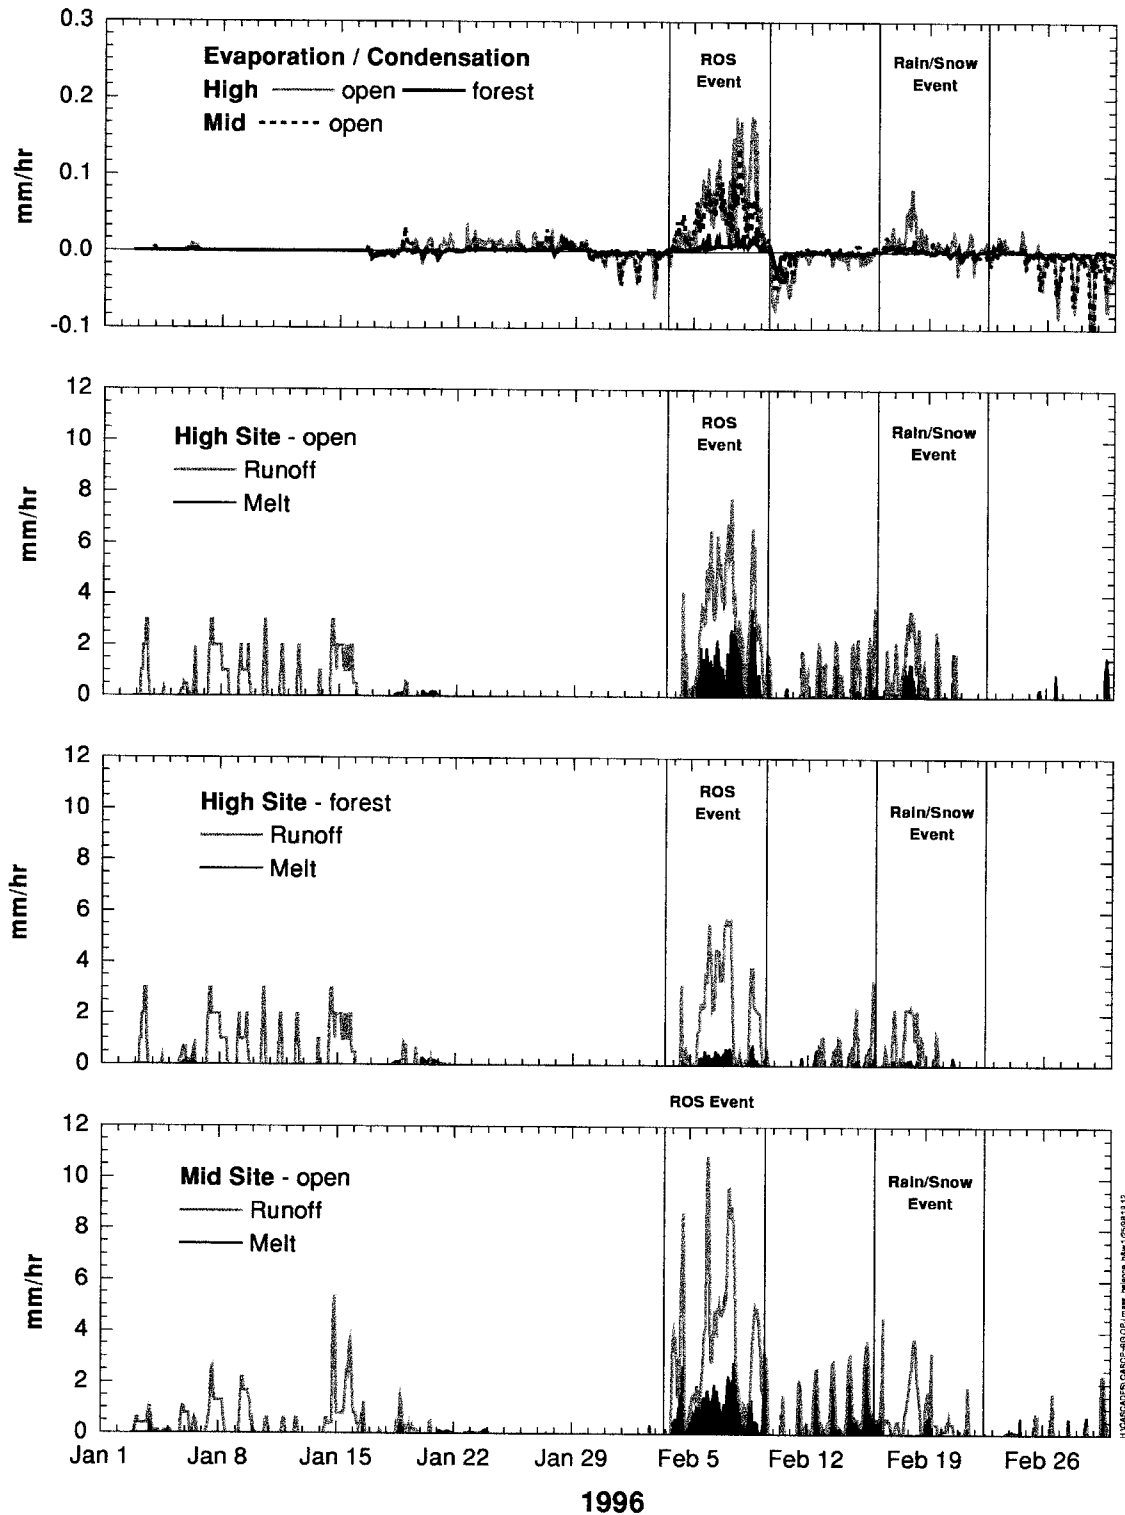 0.3
Evaporation / Condensation
High open forest
Mid open
ROS
Event
Rain/Snow
Event
0.2
0.1
0.0
-0.1
mm/hr
12
10
8
6
4
2
0
mm/hr
High Site - open
Runoff
Melt
ROS
Event
Rain/Snow
Event
12
10
8
6
4
2
0
mm/hr
High Site - forest
Runoff
Melt
ROS
Event
Rain/Snow
Event
ROS Event
12
10
8
6
4
2
0
mm/hr
Mid Site - open
Runoff
Melt
Rain/Snow
Event
Jan 1 Jan 8 Jan 15 Jan 22 Jan 29 Feb 5 Feb 12 Feb 19 Feb 26
1996